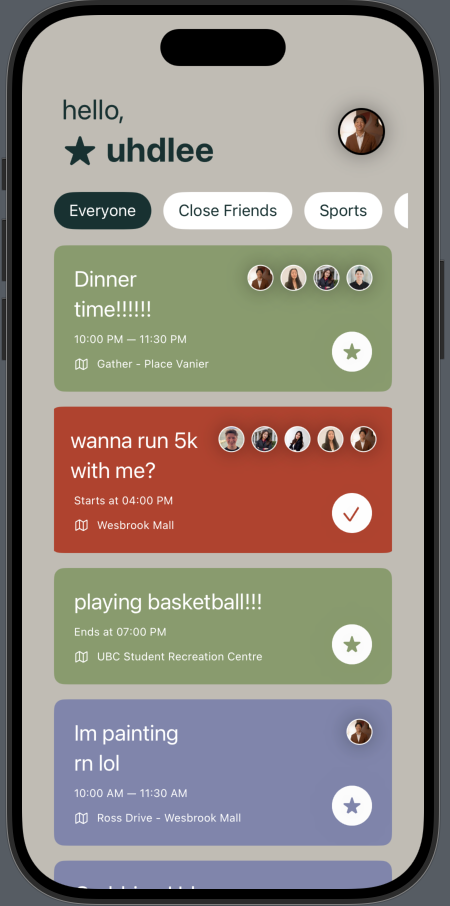 hello,
uhdlee
Everyone
Close Friends
Sports
Dinner
time!!!!!!
10:00 PM — 11:30 PM
Gather - Place Vanier
wanna run 5k
with me?
Starts at 04:00 PM
Wesbrook Mall
playing basketball!!!
Ends at 07:00 PM
UBC Student Recreation Centre
Im painting
rn lol
10:00 AM — 11:30 AM
Ross Drive - Wesbrook Mall